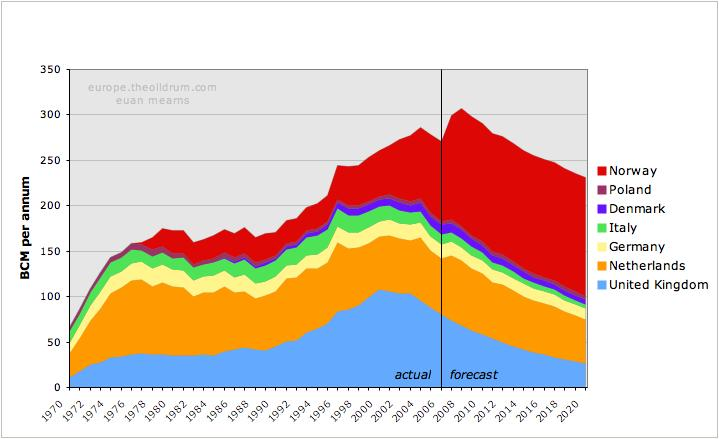 europe.theoildrum.com
euan mearns
BCM per annum
350
300
250
200
150
100
50
0
actual
forecast
1970
1972
1974
1976
1978
1980
1982
1984
1986
1988
1990
1992
1994
1996
1998
2000
2002
2004
2006
2008
2010
2012
2014
2016
2018
2020
Norway
Poland
Denmark
Italy
Germany
Netherlands
United Kingdom